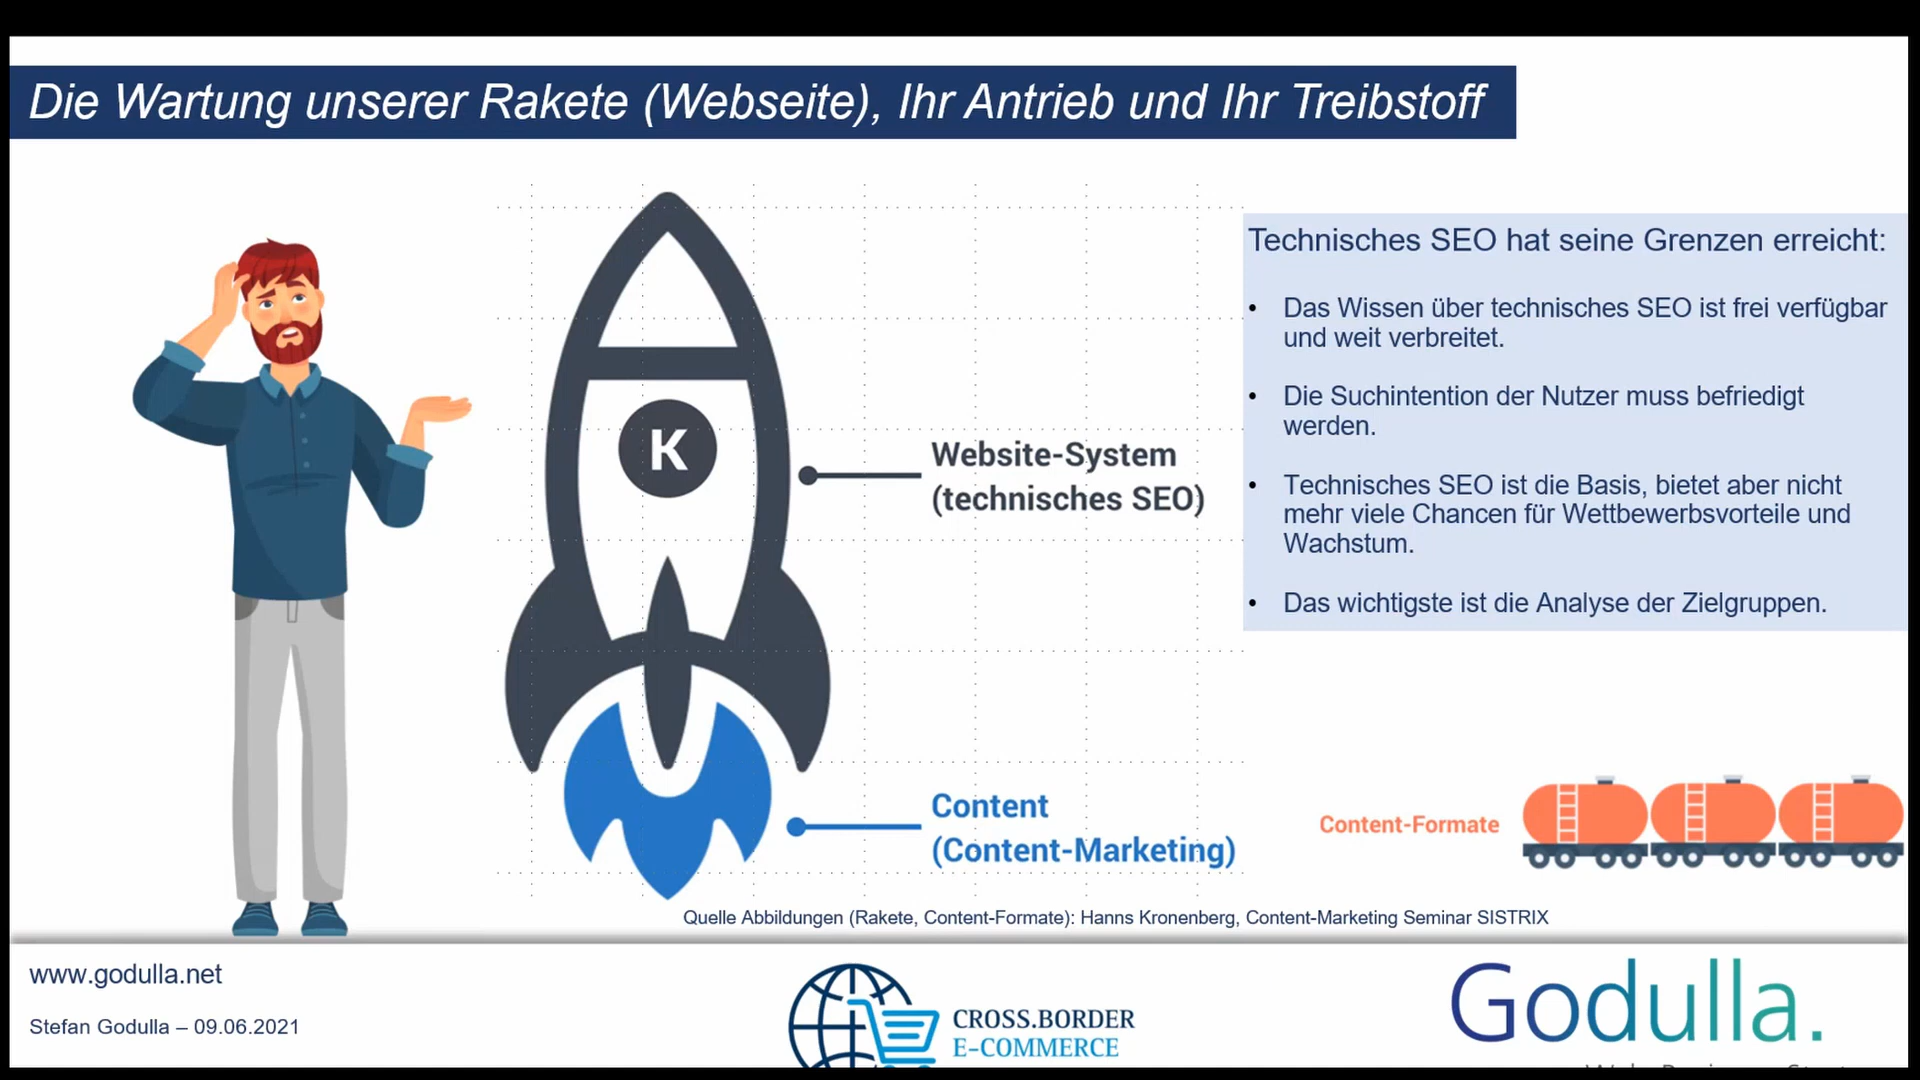 Die Wartung unserer Rakete (Webseite), Ihr Antrieb und Ihr Treibstoff
K
Website-System
(technisches SEO)
Content
(Content-Marketing)
Technisches SEO hat seine Grenzen erreicht:
• Das Wissen über technisches SEO ist frei verfügbar
und weit verbreitet.
• Die Suchintention der Nutzer muss befriedigt
werden.
• Technisches SEO ist die Basis, bietet aber nicht
mehr viele Chancen für Wettbewerbsvorteile und
Wachstum.
• Das wichtigste ist die Analyse der Zielgruppen.
Content-Formate
Quelle Abbildungen (Rakete, Content-Formate): Hanns Kronenberg, Content-Marketing Seminar SISTRIX
www.godulla.net
Stefan Godulla – 09.06.2021
CROSS.BORDER
E-COMMERCE
Godulla.